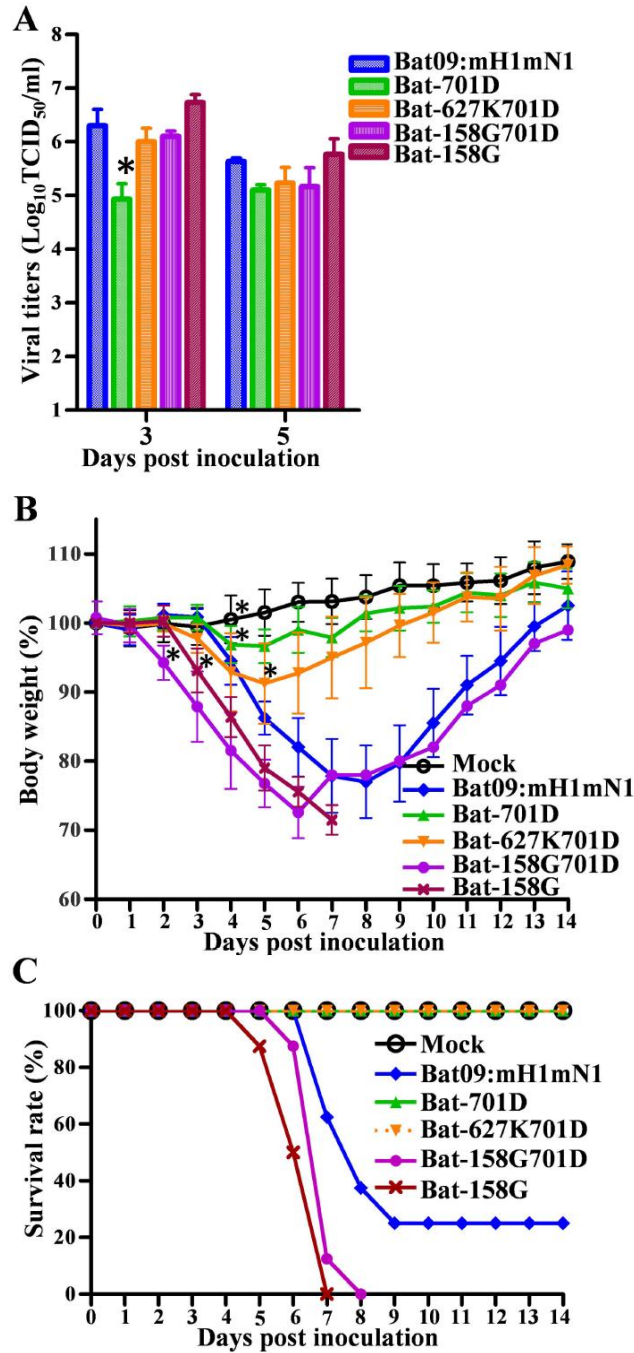 A
Viral titers (Log10TCID50/ml)
8
7
6
5
4
3
2
1
*
3
5
Days post inoculation
Bat09:mH1mN1
Bat-701D
Bat-627K701D
Bat-158G701D
Bat-158G
B
Body weight (%)
110
100
90
80
70
60
*
*
*
*
*
0 1 2 3 4 5 6 7 8 9 10 11 12 13 14
Days post inoculation
Mock
Bat09:mH1mN1
Bat-701D
Bat-627K701D
Bat-158G701D
Bat-158G
C
Survival rate (%)
100
80
60
40
20
0
0 1 2 3 4 5 6 7 8 9 10 11 12 13 14
Days post inoculation
Mock
Bat09:mH1mN1
Bat-701D
Bat-627K701D
Bat-158G701D
Bat-158G